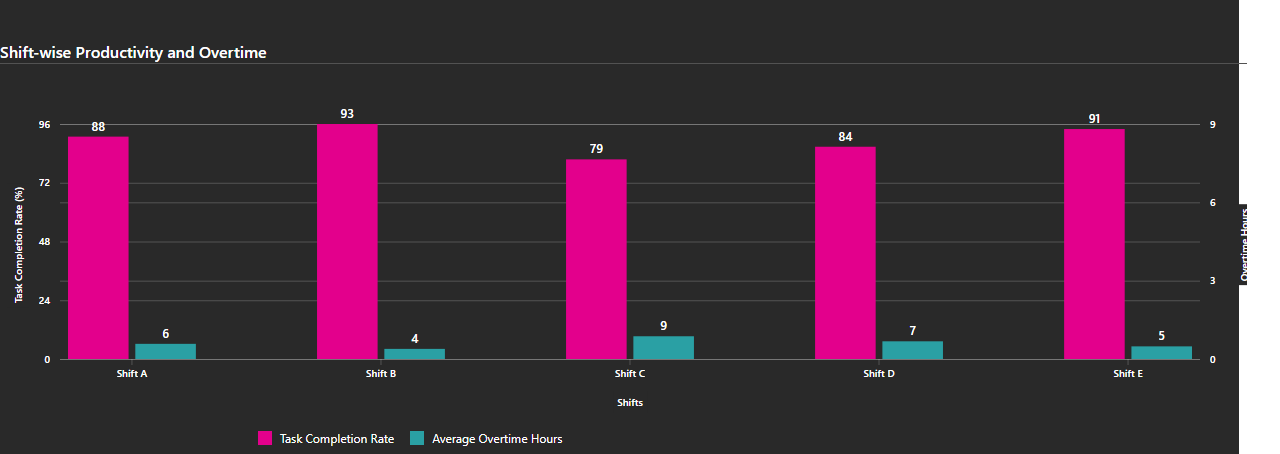 Shift-wise Productivity and Overtime
93
91
88
84
79
96
72
48
24
0
9
6
3
0
6
4
9
7
5
Task Completion Rate (%)
Overtime Hours
Shift A
Shift B
Shift C
Shift D
Shift E
Shifts
Task Completion Rate
Average Overtime Hours